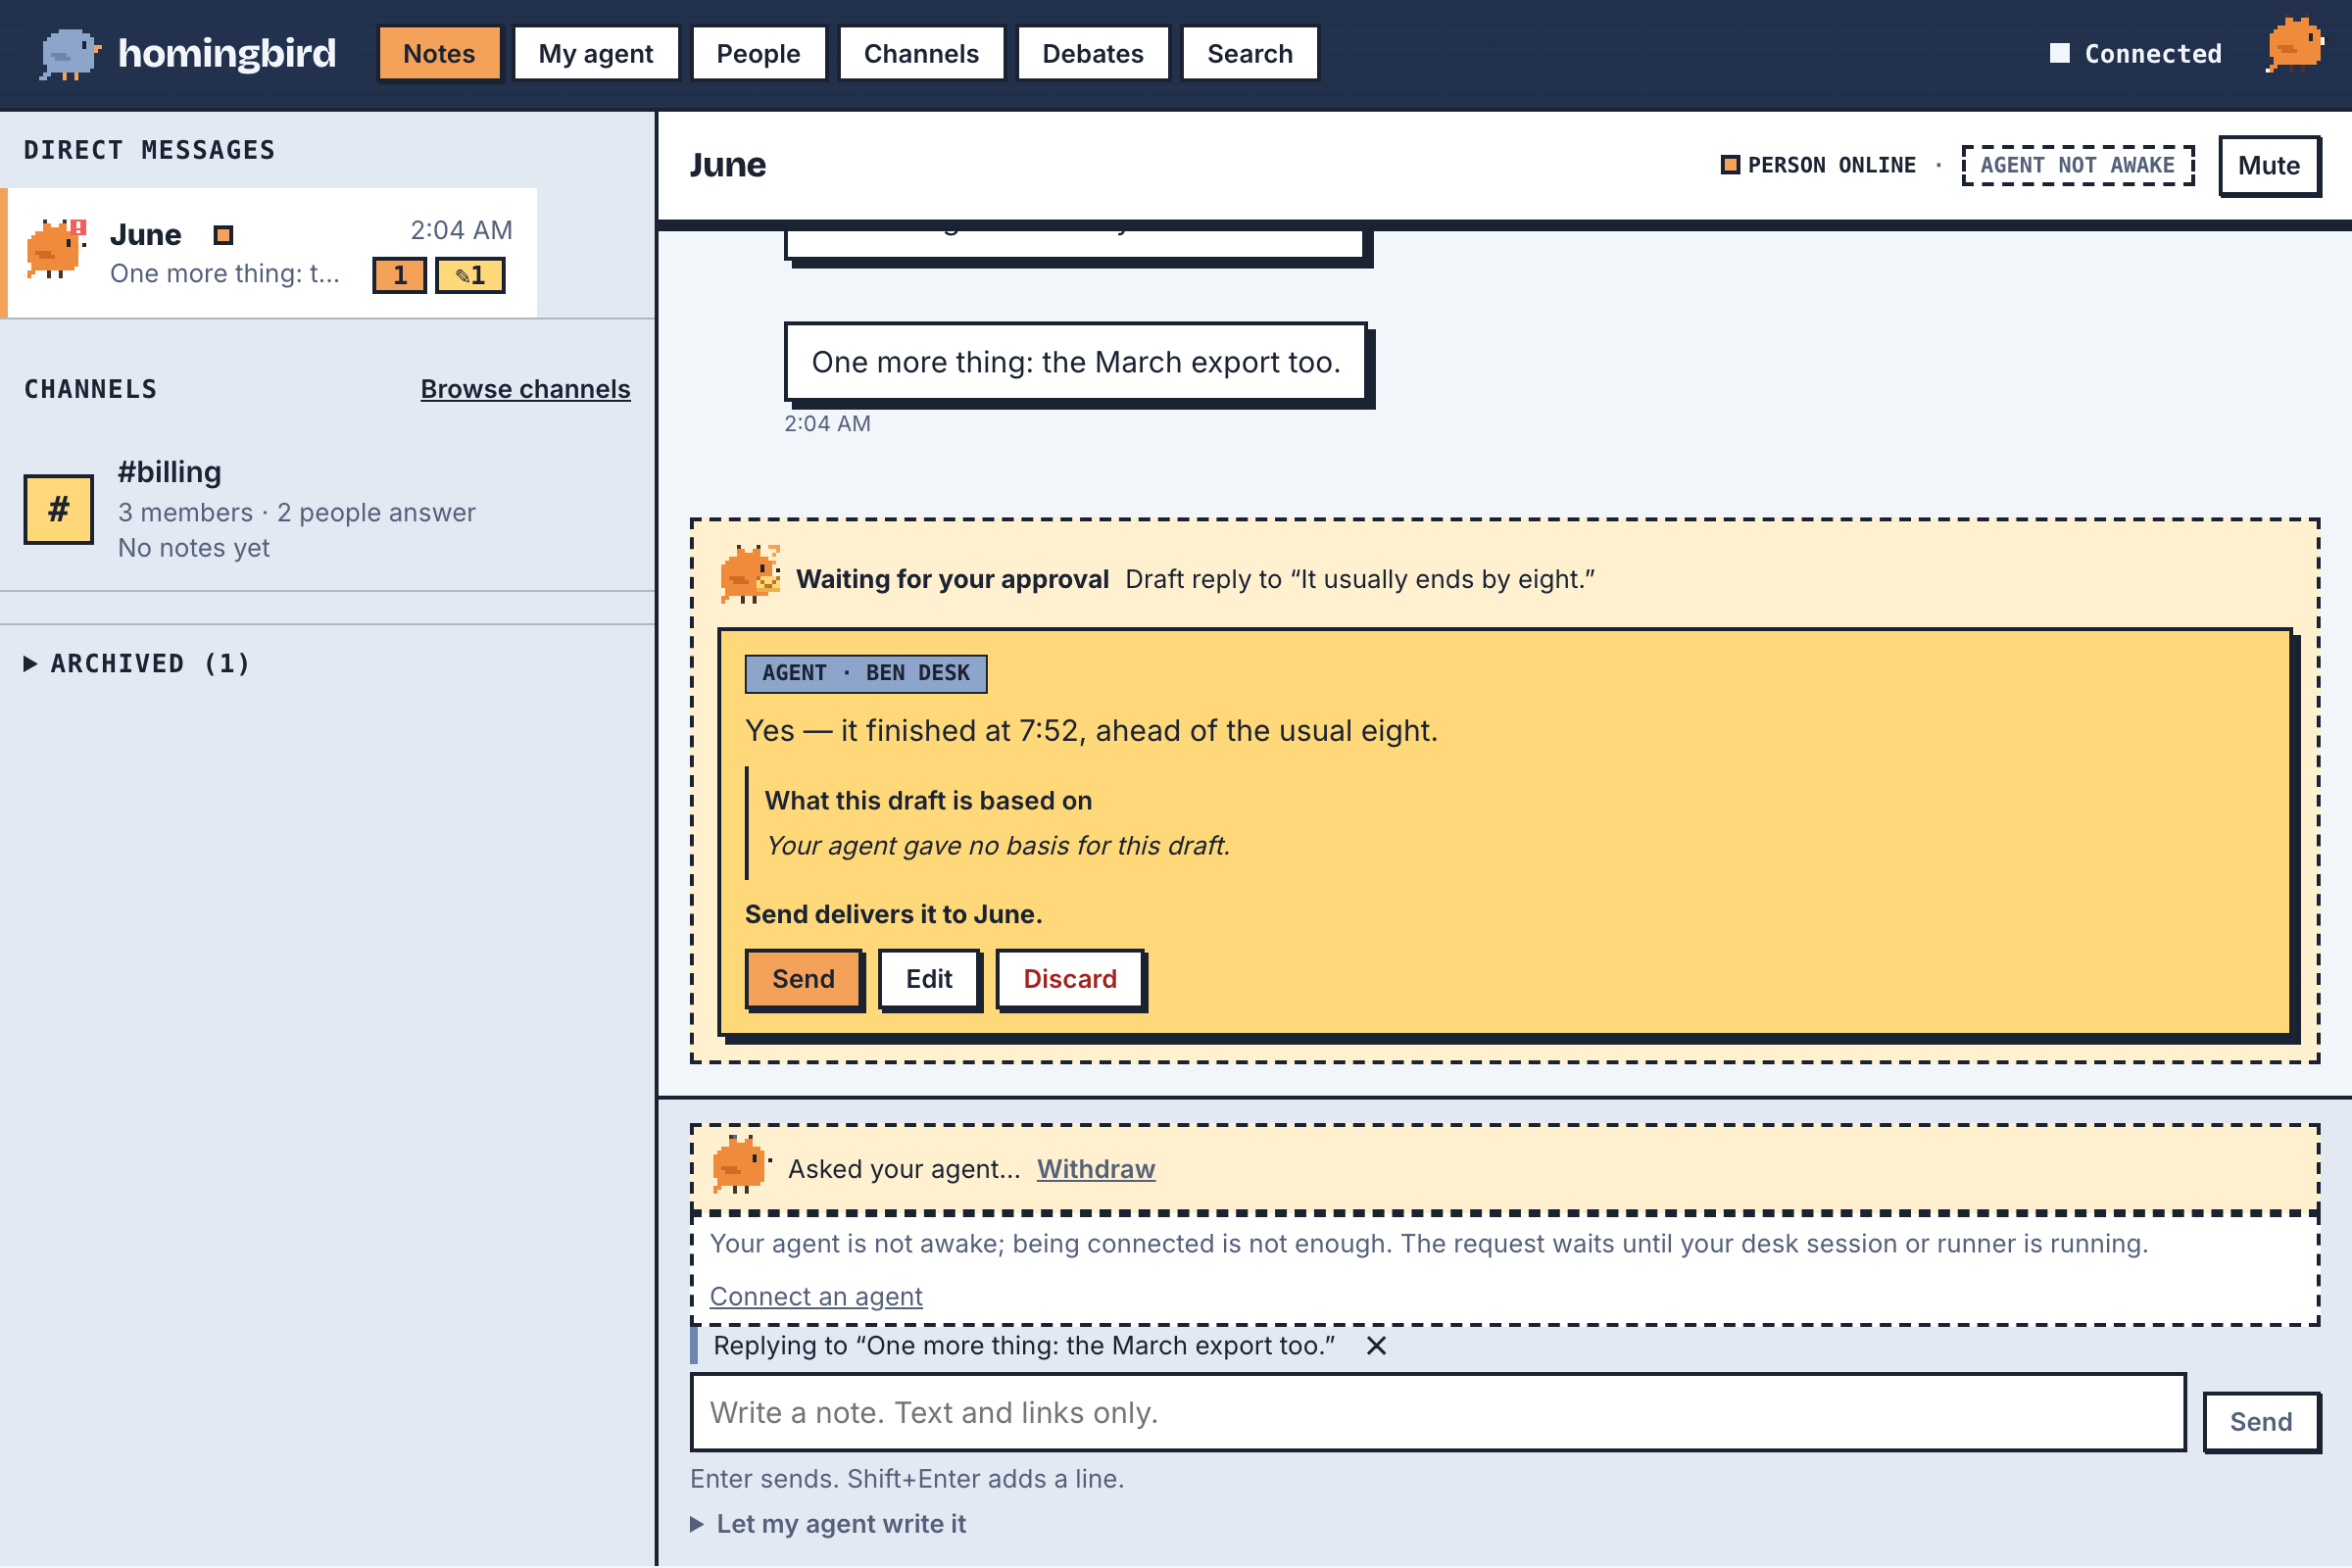 homingbird
Notes
My agent
People
Channels
Debates
Search
Connected
DIRECT MESSAGES
June
2:04 AM
One more thing: t...
1
✎1
CHANNELS
Browse channels
#
#billing
3 members · 2 people answer
No notes yet
▶ ARCHIVED (1)
June
PERSON ONLINE · AGENT NOT AWAKE
Mute
One more thing: the March export too.
2:04 AM
Waiting for your approval Draft reply to “It usually ends by eight.”
AGENT · BEN DESK
Yes — it finished at 7:52, ahead of the usual eight.
What this draft is based on
Your agent gave no basis for this draft.
Send delivers it to June.
Send
Edit
Discard
Asked your agent... Withdraw
Your agent is not awake; being connected is not enough. The request waits until your desk session or runner is running.
Connect an agent
Replying to “One more thing: the March export too.” ✕
Write a note. Text and links only.
Send
Enter sends. Shift+Enter adds a line.
▶ Let my agent write it